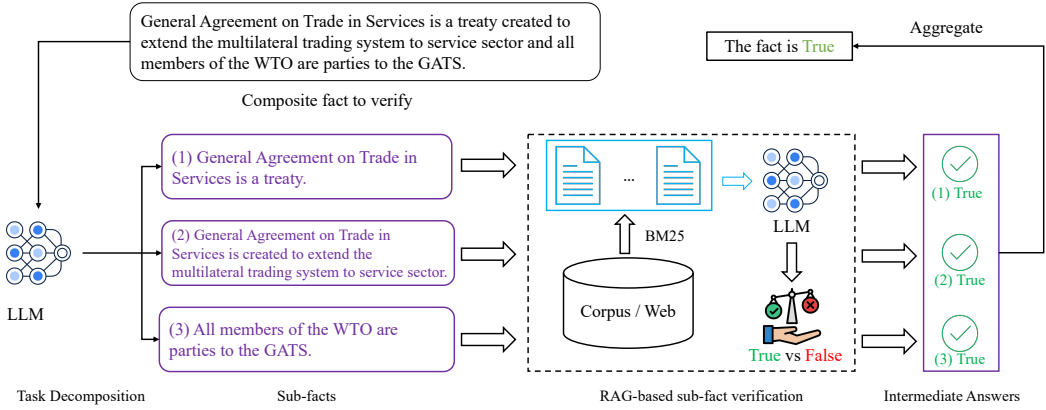 General Agreement on Trade in Services is a treaty created to
extend the multilateral trading system to service sector and all
members of the WTO are parties to the GATS.
Composite fact to verify
The fact is True
Aggregate
LLM
(1) General Agreement on Trade in
Services is a treaty.
(2) General Agreement on Trade in
Services is created to extend the
multilateral trading system to service sector.
(3) All members of the WTO are
parties to the GATS.
...
BM25
Corpus / Web
LLM
True vs False
(1) True
(2) True
(3) True
Task Decomposition
Sub-facts
RAG-based sub-fact verification
Intermediate Answers